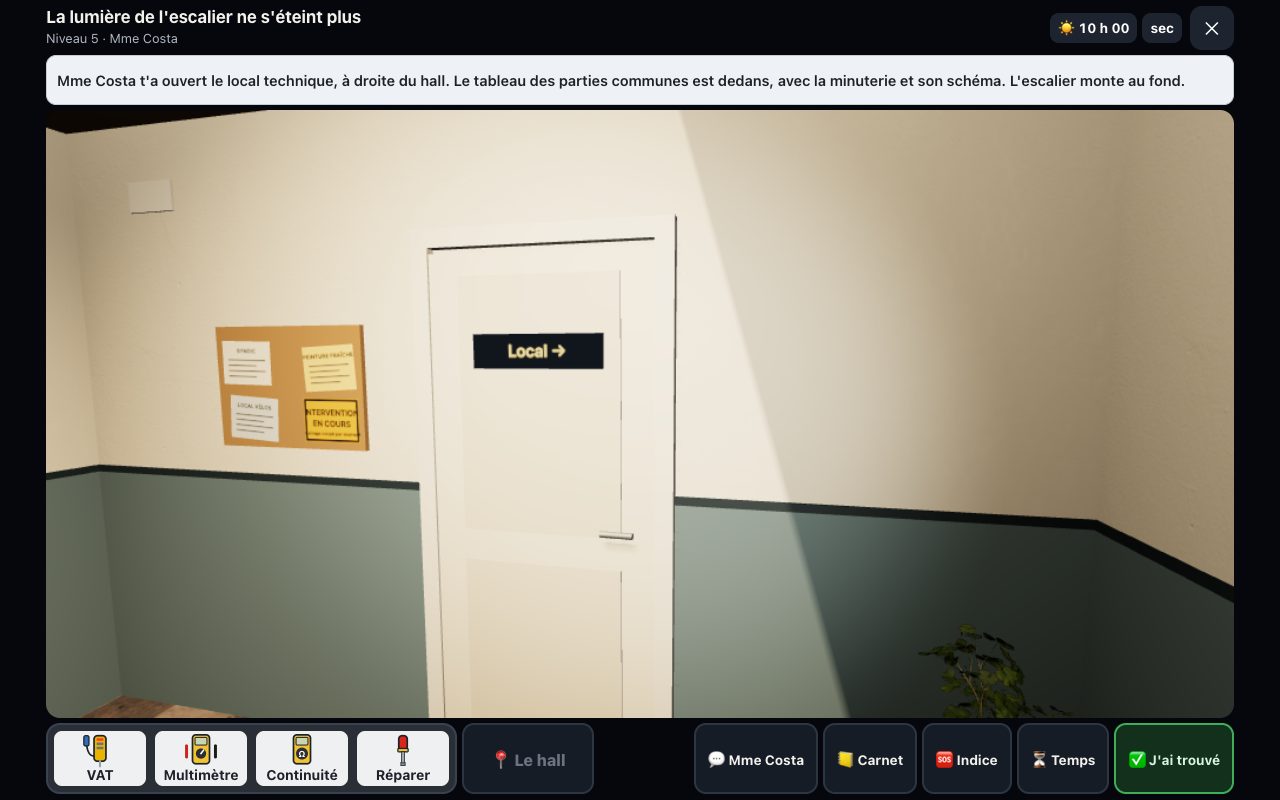 La lumière de l'escalier ne s'éteint plus
Niveau 5 · Mme Costa
10 h 00
sec
Mme Costa t'a ouvert le local technique, à droite du hall. Le tableau des parties communes est dedans, avec la minuterie et son schéma. L'escalier monte au fond.
Local →
SYNDIC
PEINTURE FRAÎCHE
LOCAL VÉLOS
INTERVENTION
EN COURS
VAT
Multimètre
Continuité
Réparer
Le hall
Mme Costa
Carnet
SOS
Indice
Temps
J'ai trouvé